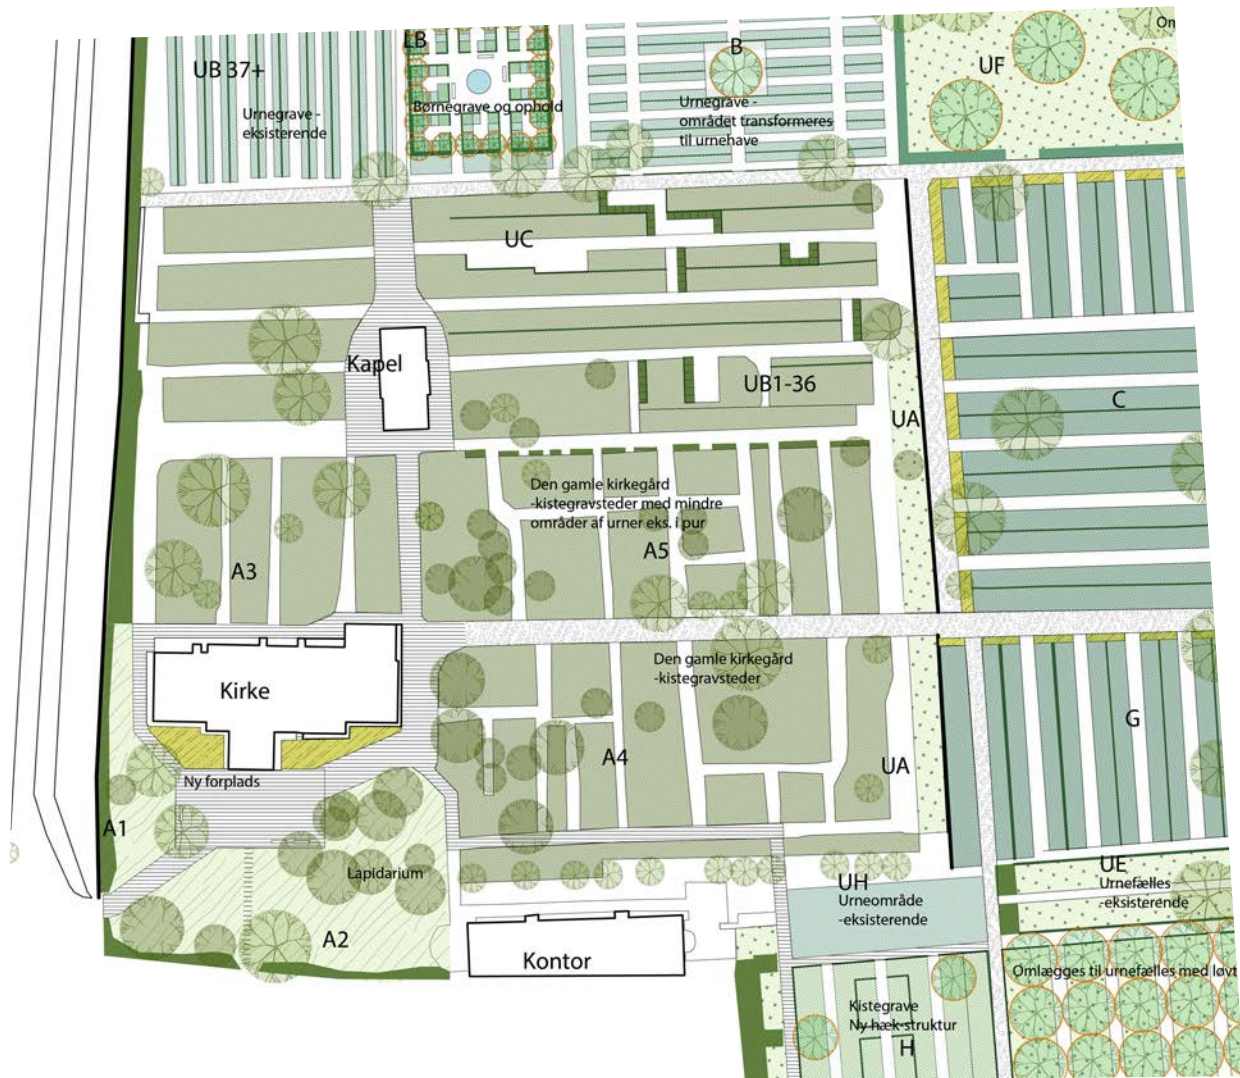 LB
B
On
UB 37+
UF
Urnegrave -
eksisterende
Børnegrave og ophold
Urnegrave -
området transformeres
til urnehave
UC
Kapel
UB1-36
UA
C
Den gamle kirkegård
-kistegravsteder med mindre
områder af urner eks. i pur
A3
A5
Kirke
Den gamle kirkegård
-kistegravsteder
G
A4
UA
Ny forplads
A1
Lapidarium
UH
Urneområde
-eksisterende
UE
Urnefælles
-eksisterende
A2
Kontor
Omlægges til urnefælles med løvt
Kistegrave
Ny hæk-struktur
H